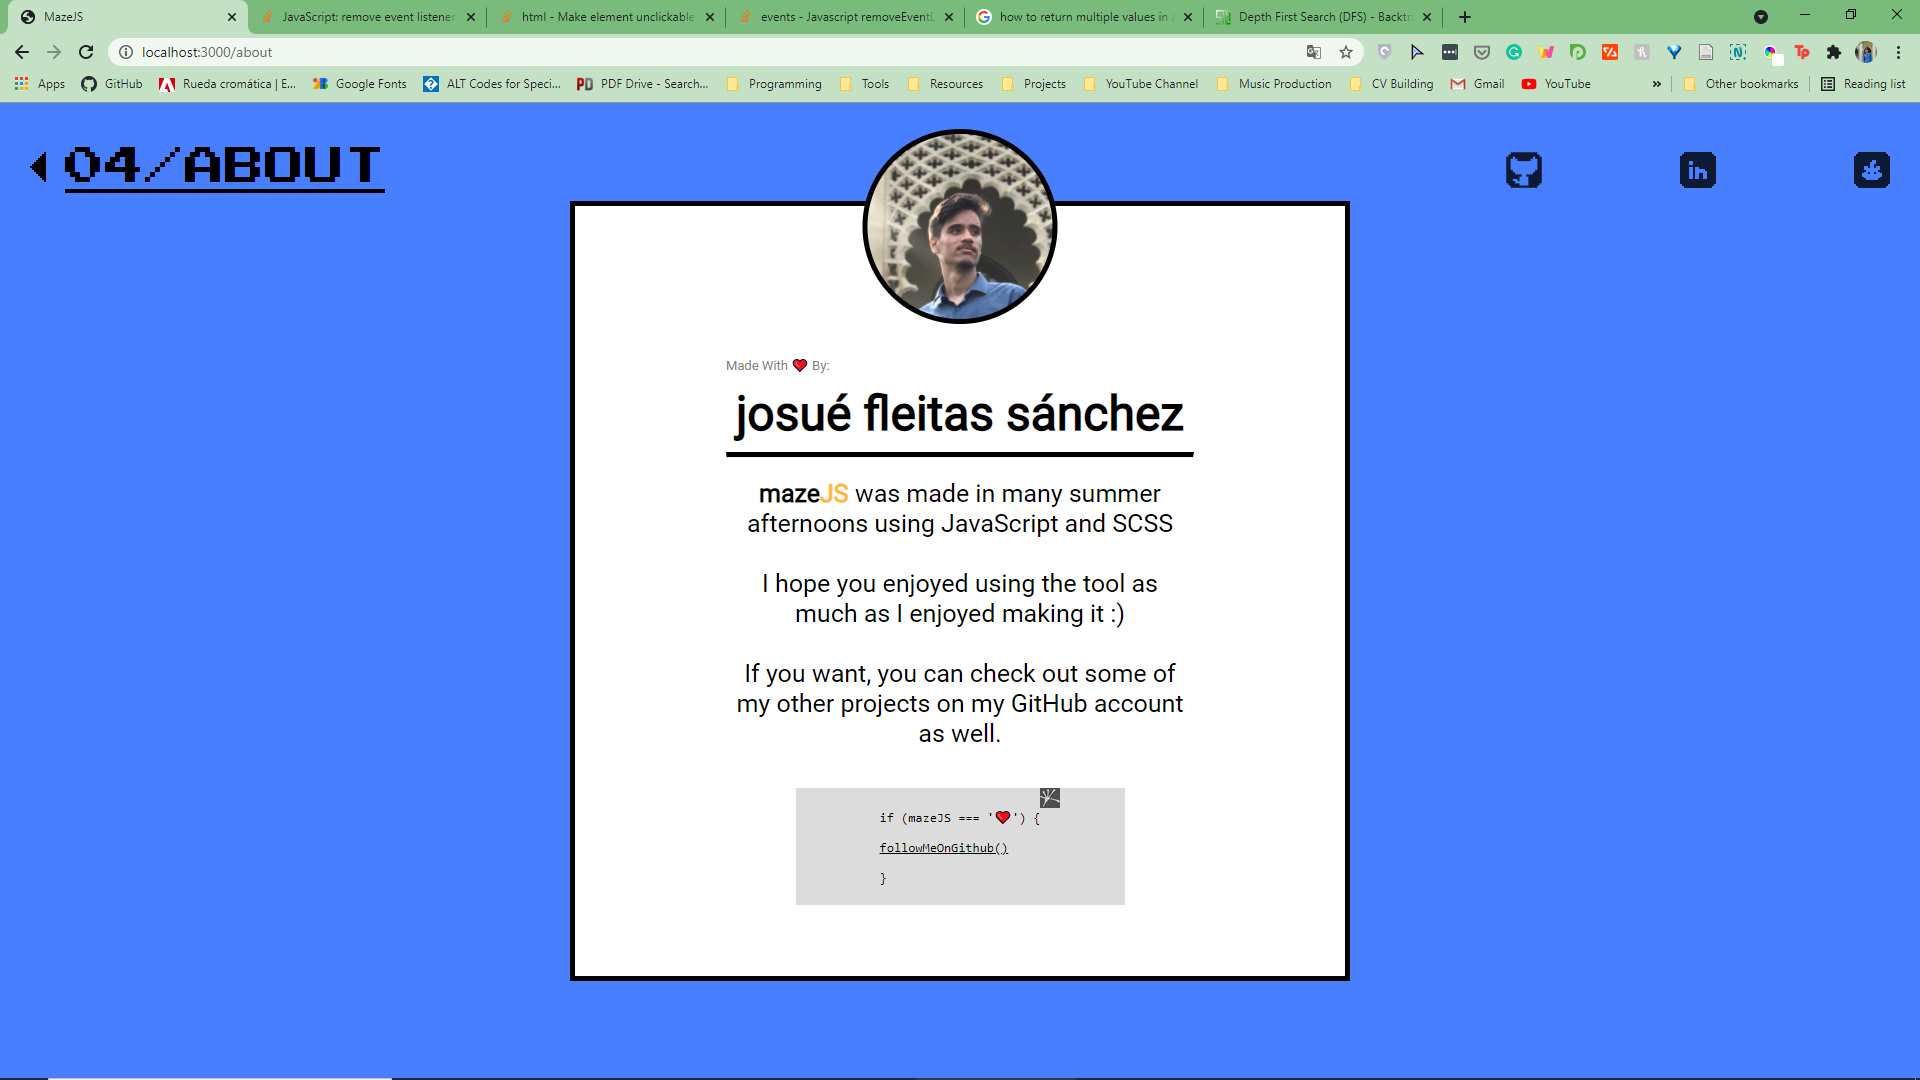 MazeJS
JavaScript: remove event listener
html - Make element unclickable
events - Javascript removeEventL
how to return multiple values in a
Depth First Search (DFS) - Backtra
localhost:3000/about
Apps
GitHub
Rueda cromática | E...
Google Fonts
ALT Codes for Speci...
PDF Drive - Search...
Programming
Tools
Resources
Projects
YouTube Channel
Music Production
CV Building
Gmail
YouTube
»
Other bookmarks
Reading list
04/ABOUT
in
Made With ❤ By:
josué fleitas sánchez
mazeJS was made in many summer
afternoons using JavaScript and SCSS
I hope you enjoyed using the tool as
much as I enjoyed making it :)
If you want, you can check out some of
my other projects on my GitHub account
as well.
if (mazeJS === '❤') {
followMeOnGithub()
}